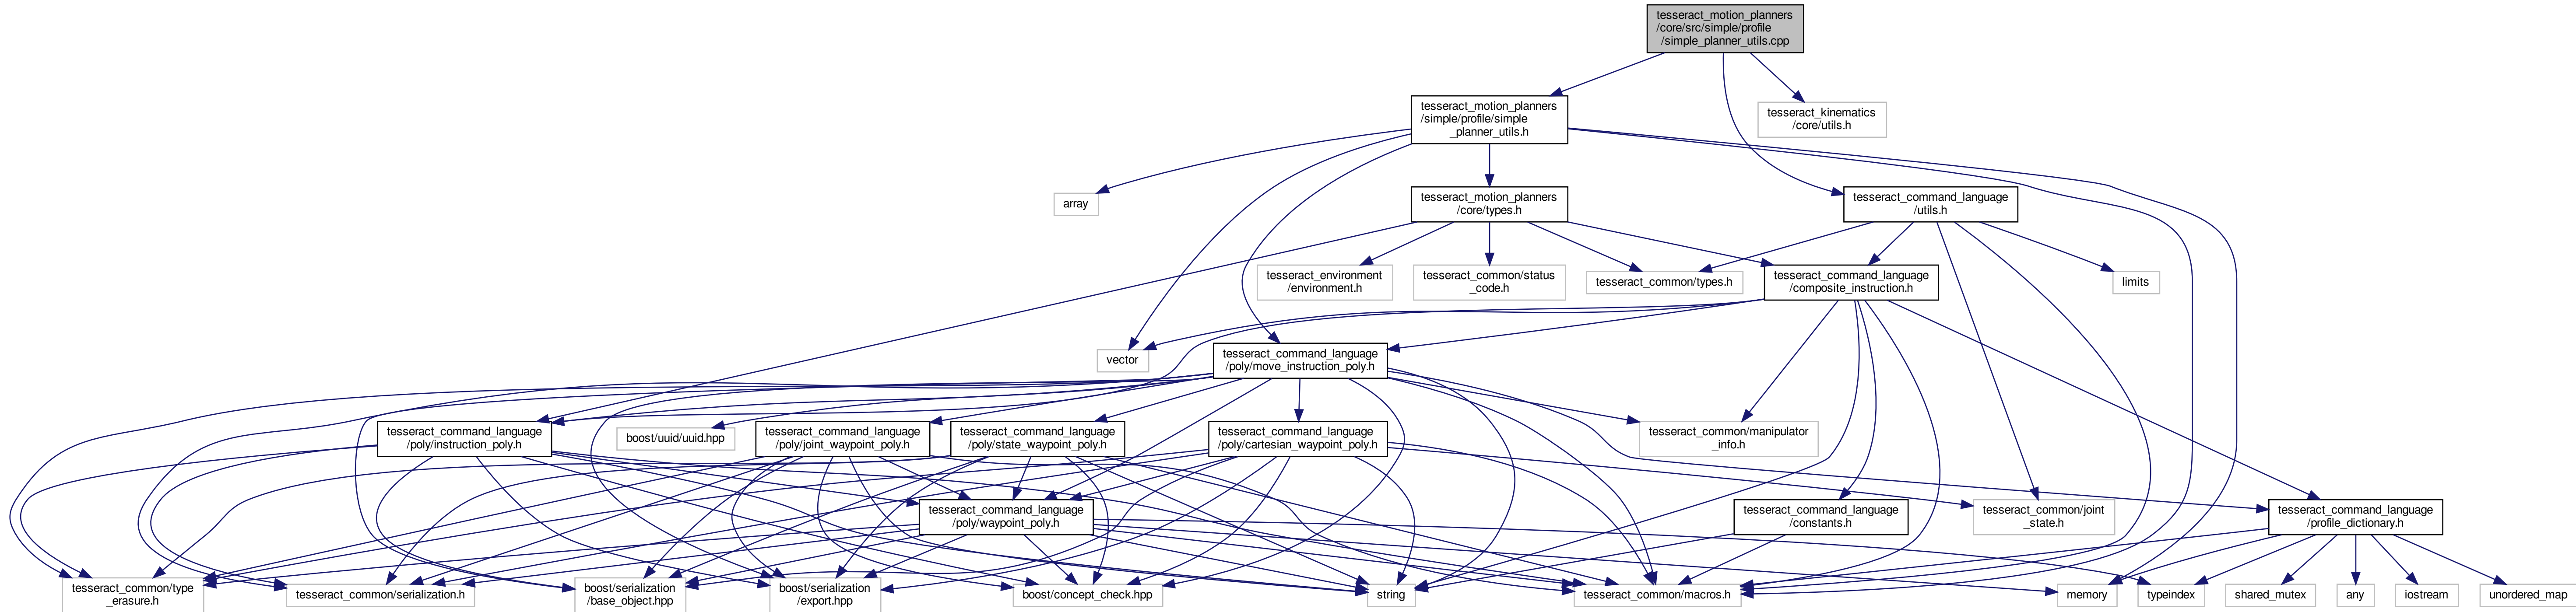 tesseract_motion_planners
/core/src/simple/profile
/simple_planner_utils.cpp
tesseract_motion_planners
/simple/profile/simple
_planner_utils.h
tesseract_kinematics
/core/utils.h
array
tesseract_motion_planners
/core/types.h
tesseract_command_language
/utils.h
tesseract_environment
/environment.h
tesseract_common/status
_code.h
tesseract_common/types.h
tesseract_command_language
/composite_instruction.h
limits
vector
tesseract_command_language
/poly/move_instruction_poly.h
tesseract_command_language
/poly/instruction_poly.h
boost/uuid/uuid.hpp
tesseract_command_language
/poly/joint_waypoint_poly.h
tesseract_command_language
/poly/state_waypoint_poly.h
tesseract_command_language
/poly/cartesian_waypoint_poly.h
tesseract_common/manipulator
_info.h
tesseract_command_language
/poly/waypoint_poly.h
tesseract_command_language
/constants.h
tesseract_common/joint
_state.h
tesseract_command_language
/profile_dictionary.h
tesseract_common/type
_erasure.h
tesseract_common/serialization.h
boost/serialization
/base_object.hpp
boost/serialization
/export.hpp
boost/concept_check.hpp
string
tesseract_common/macros.h
memory
typeindex
shared_mutex
any
iostream
unordered_map